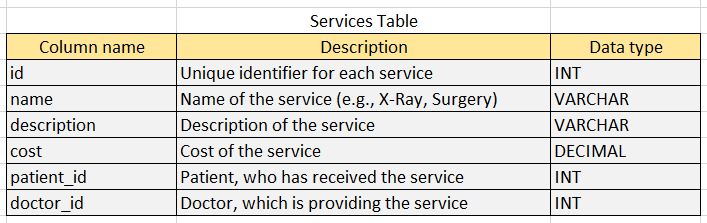 Services Table
Column name Description Data type
id Unique identifier for each service INT
name Name of the service (e.g., X-Ray, Surgery) VARCHAR
description Description of the service VARCHAR
cost Cost of the service DECIMAL
patient_id Patient, who has received the service INT
doctor_id Doctor, which is providing the service INT